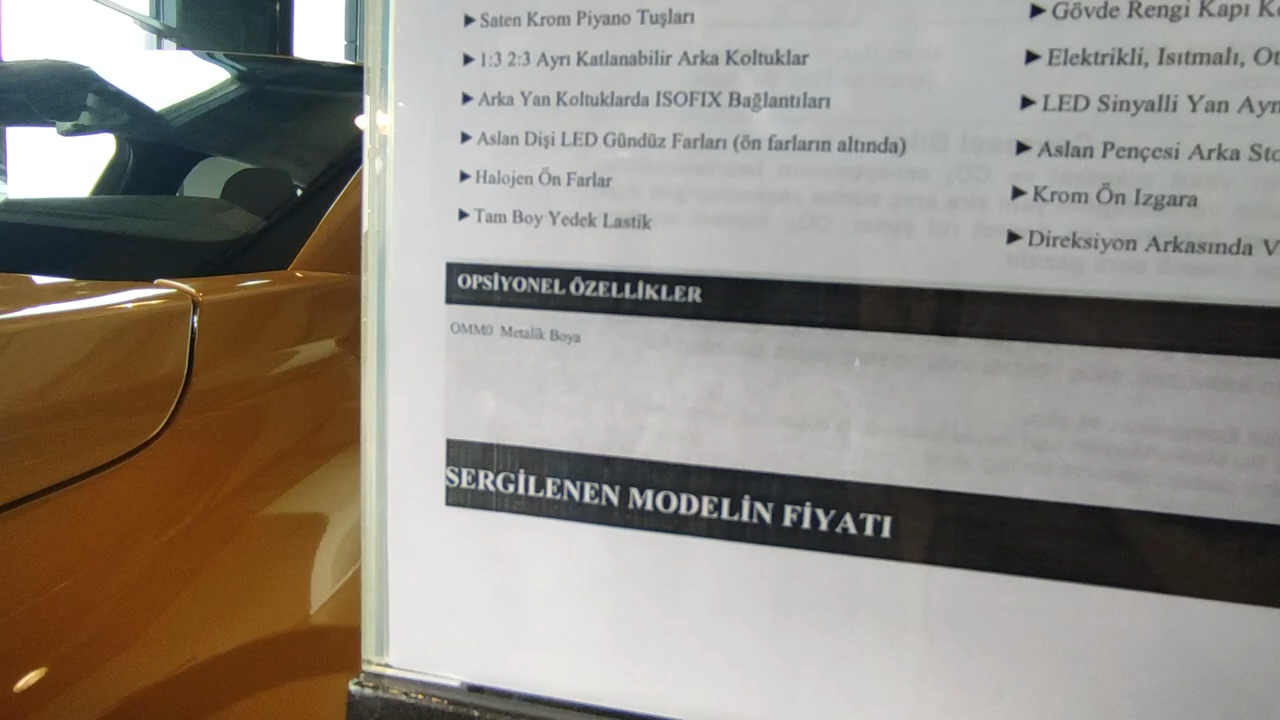 ►Saten Krom Piyano Tuşları
►1:3 2:3 Ayrı Katlanabilir Arka Koltuklar
►Arka Yan Koltuklarda ISOFIX Bağlantıları
►Aslan Dişi LED Gündüz Farları (ön farların altında)
►Halojen Ön Farlar
►Tam Boy Yedek Lastik
►Gövde Rengi Kapı
►Elektrikli, Isıtmalı,
►LED Sinyalli Yan
►Aslan Pençesi Arka
►Krom Ön Izgara
►Direksiyon Arkasında
OPSİYONEL ÖZELLİKLER
OMM0 Metalik Boya
SERGİLENEN MODELİN FİYATI